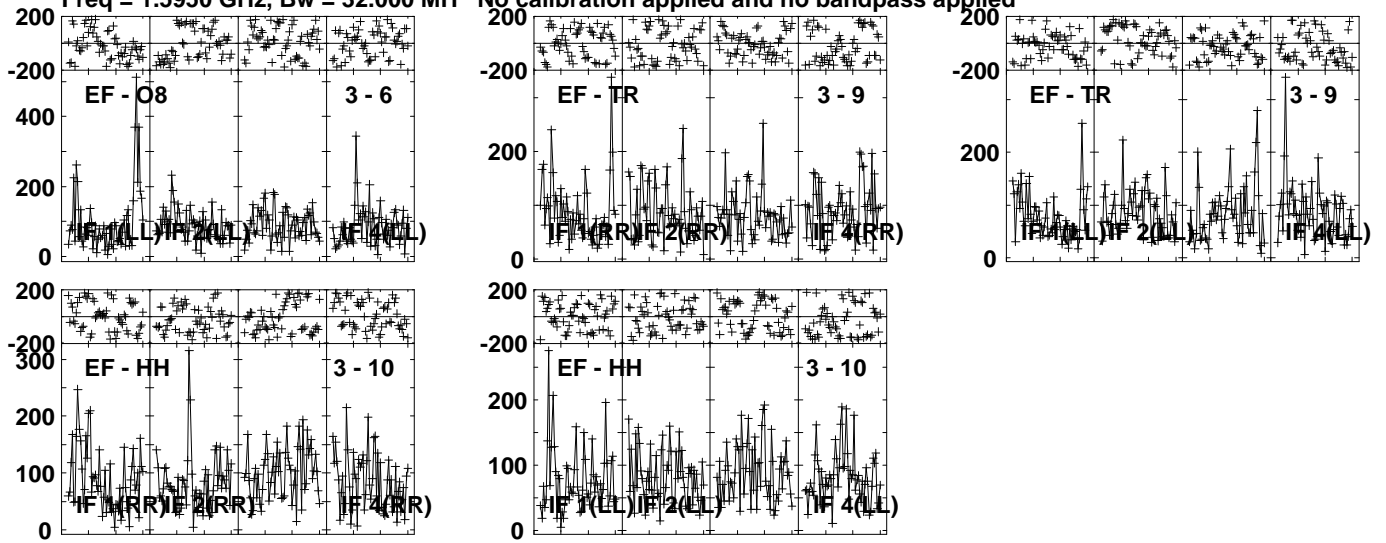 Freq = 1.5950 GHz, Bw = 32.000 MH No calibration applied and no bandpass applied
200
-200
EF - O8
3 - 6
400
200
0
IF 1(LL)
IF 2(LL)
IF 4(LL)
200
-200
EF - TR
3 - 9
200
0
IF 1(RR)
IF 2(RR)
IF 4(RR)
200
-200
EF - TR
3 - 9
200
0
IF 1(LL)
IF 2(LL)
IF 4(LL)
200
-200
300
EF - HH
3 - 10
200
100
0
IF 1(RR)
IF 2(RR)
IF 4(RR)
200
-200
EF - HH
3 - 10
200
100
0
IF 1(LL)
IF 2(LL)
IF 4(LL)